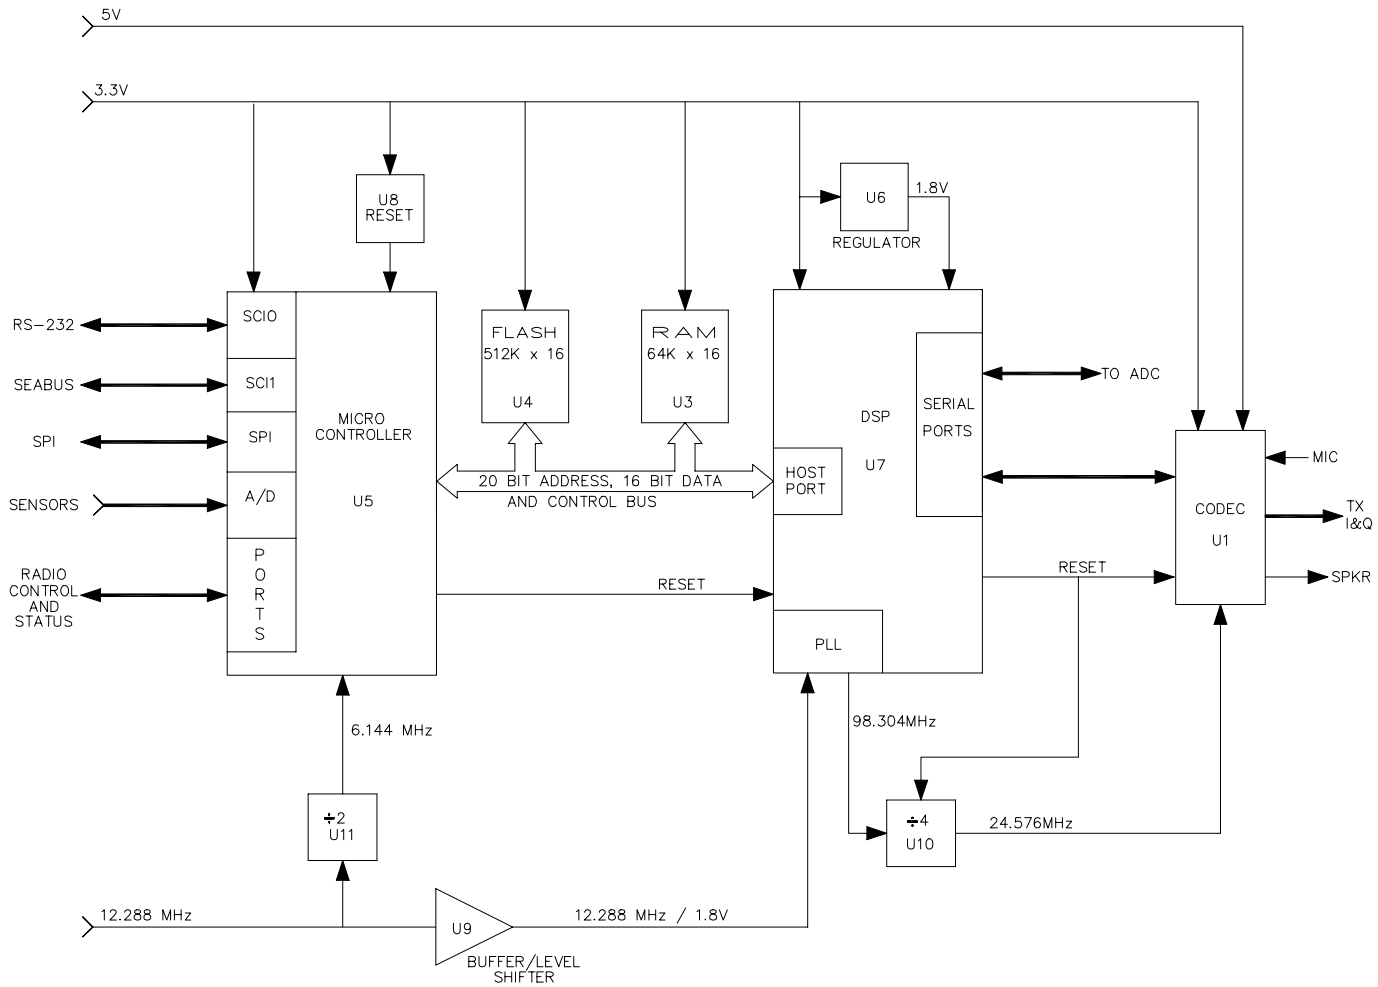 5V
3.3V
U8
RESET
U6
1.8V
REGULATOR
RS-232
SCI0
SEABUS
SCI1
SPI
SPI
SENSORS
A/D
RADIO
CONTROL
AND
STATUS
PORTS
MICRO
CONTROLLER
U5
FLASH
512K x 16
U4
RAM
64K x 16
U3
20 BIT ADDRESS, 16 BIT DATA
AND CONTROL BUS
RESET
DSP
U7
HOST
PORT
SERIAL
PORTS
PLL
TO ADC
CODEC
U1
MIC
TX
I&Q
SPKR
RESET
6.144 MHz
98.304MHz
÷2
U11
÷4
U10
24.576MHz
12.288 MHz
U9
12.288 MHz / 1.8V
BUFFER/LEVEL
SHIFTER